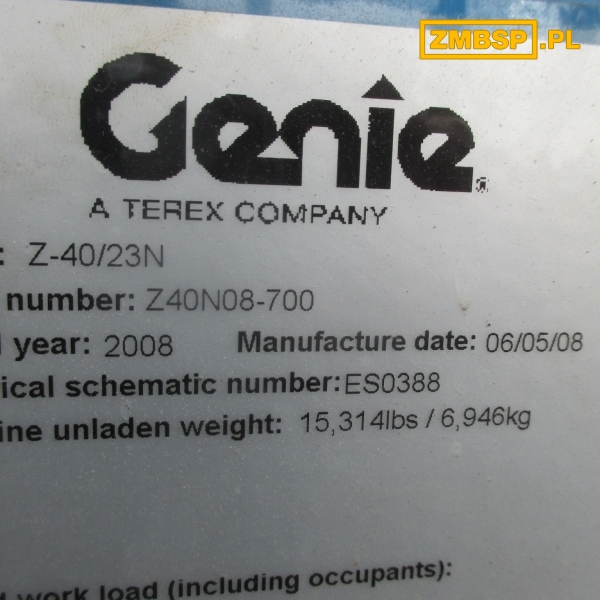 ZMBSP.PL
Genie
A TEREX COMPANY
: Z-40/23N
number: Z40N08-700
year: 2008 Manufacture date: 06/05/08
ical schematic number:ES0388
ine unladen weight: 15,314lbs / 6,946kg
work load (including occupants):